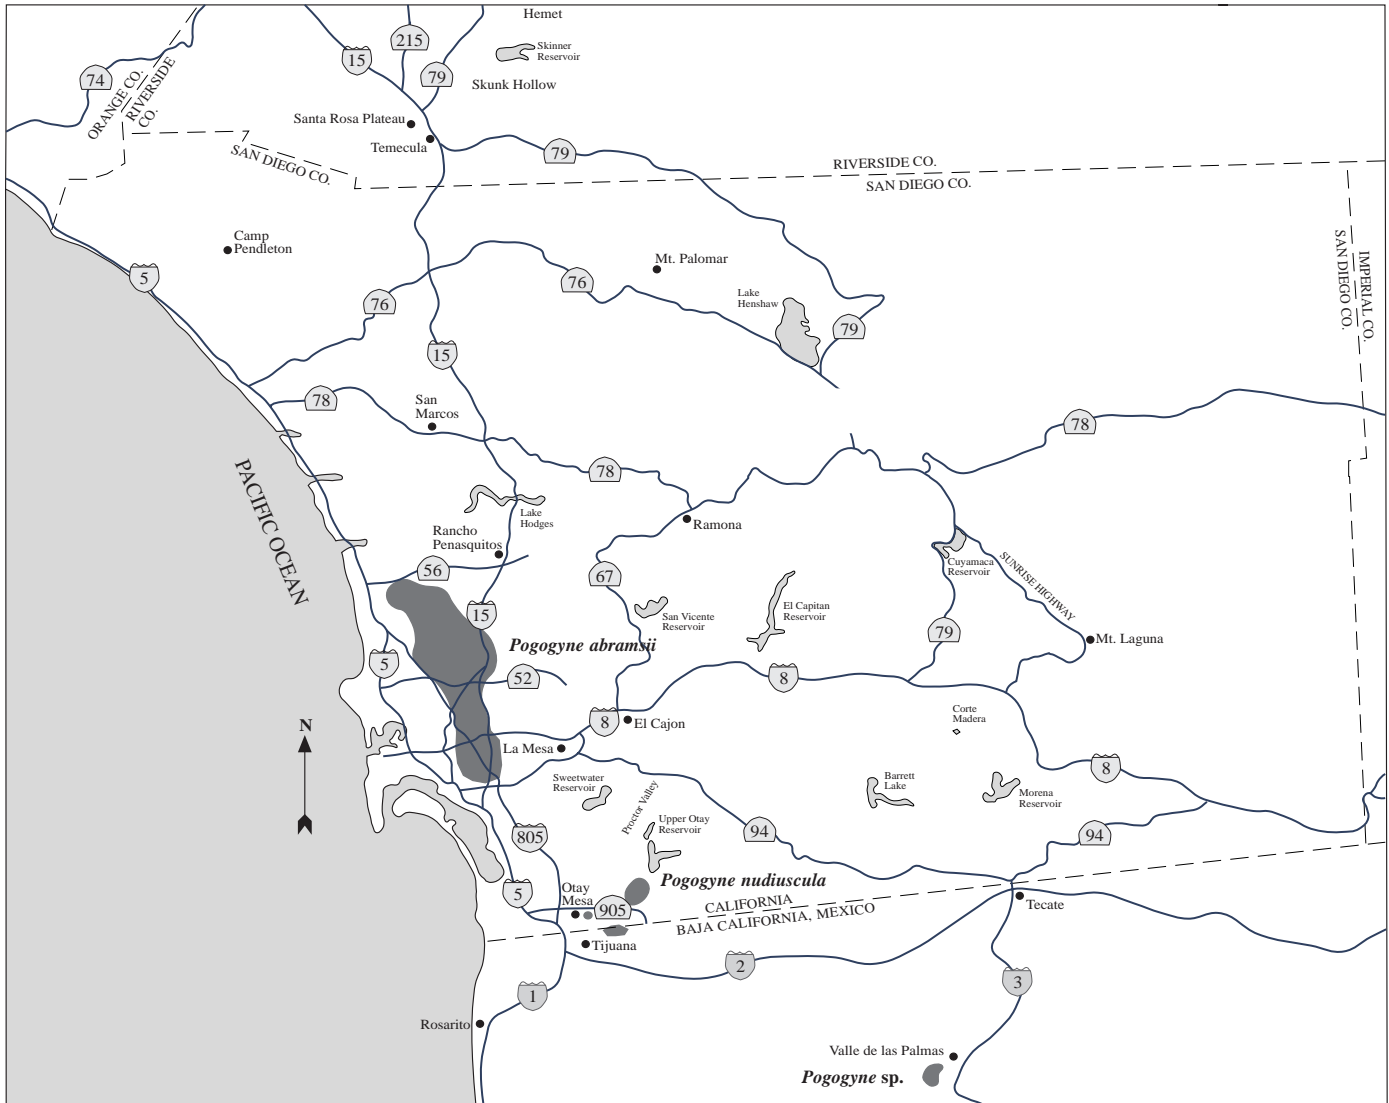 Hemet
215
Skinner
Reservoir
15
74
79
Skunk Hollow
ORANGE CO.
RIVERSIDE
CO.
Santa Rosa Plateau
Temecula
SAN DIEGO CO.
79
RIVERSIDE CO.
SAN DIEGO CO.
Camp
Pendleton
5
Mt. Palomar
76
76
Lake
Henshaw
79
IMPERIAL CO.
SAN DIEGO CO.
15
78
San
Marcos
78
78
PACIFIC OCEAN
Lake
Hodges
Rancho
Penasquitos
Ramona
56
67
15
San Vicente
Reservoir
El Capitan
Reservoir
Cuyamaca
Reservoir
SUNRISE HIGHWAY
79
Mt. Laguna
Pogogyne abramsii
5
52
8
8
El Cajon
La Mesa
Corte
Madera
N
8
Sweetwater
Reservoir
Proctor Valley
Upper Otay
Reservoir
Barrett
Lake
Morena
Reservoir
805
94
94
Pogogyne nudiuscula
5
Otay
Mesa
905
CALIFORNIA
BAJA CALIFORNIA, MEXICO
Tecate
Tijuana
2
1
3
Rosarito
Valle de las Palmas
Pogogyne sp.